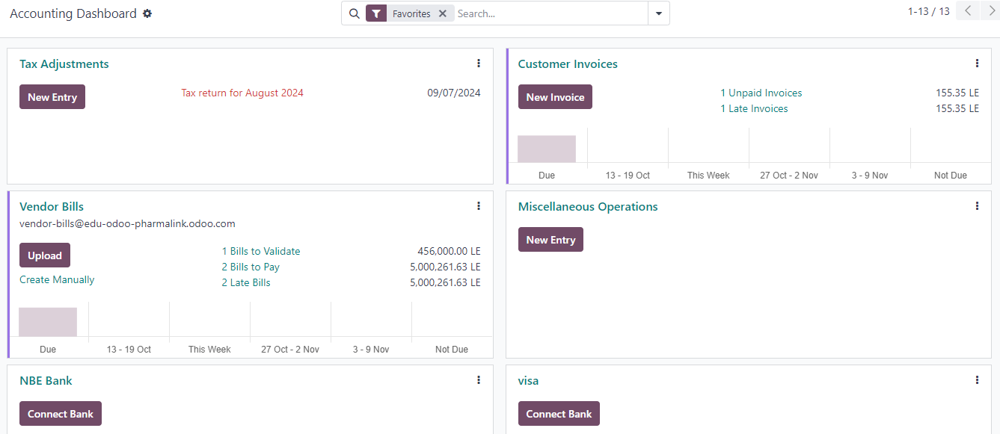 Accounting Dashboard
Favorites
Search...
1-13 / 13
Tax Adjustments
New Entry
Tax return for August 2024
09/07/2024
Customer Invoices
New Invoice
1 Unpaid Invoices 155.35 LE
1 Late Invoices 155.35 LE
Due 13 - 19 Oct This Week 27 Oct - 2 Nov 3 - 9 Nov Not Due
Vendor Bills
vendor-bills@edu-odoo-pharmalink.odoo.com
Upload
Create Manually
1 Bills to Validate 456,000.00 LE
2 Bills to Pay 5,000,261.63 LE
2 Late Bills 5,000,261.63 LE
Due 13 - 19 Oct This Week 27 Oct - 2 Nov 3 - 9 Nov Not Due
Miscellaneous Operations
New Entry
NBE Bank
Connect Bank
visa
Connect Bank